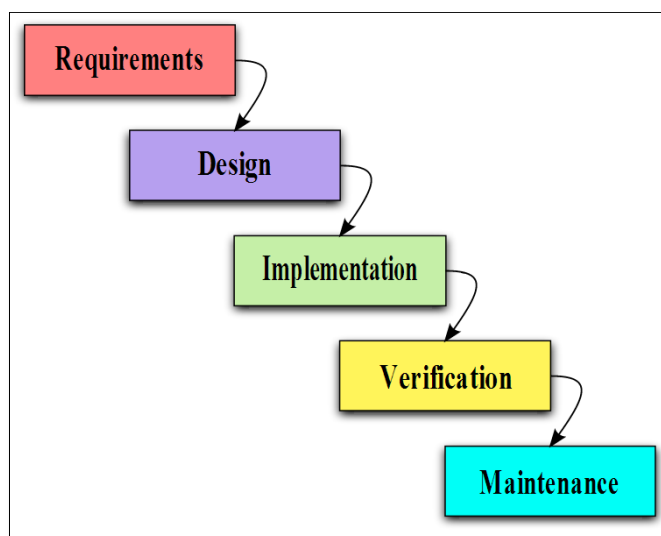 Requirements
Design
Implementation
Verification
Maintenance